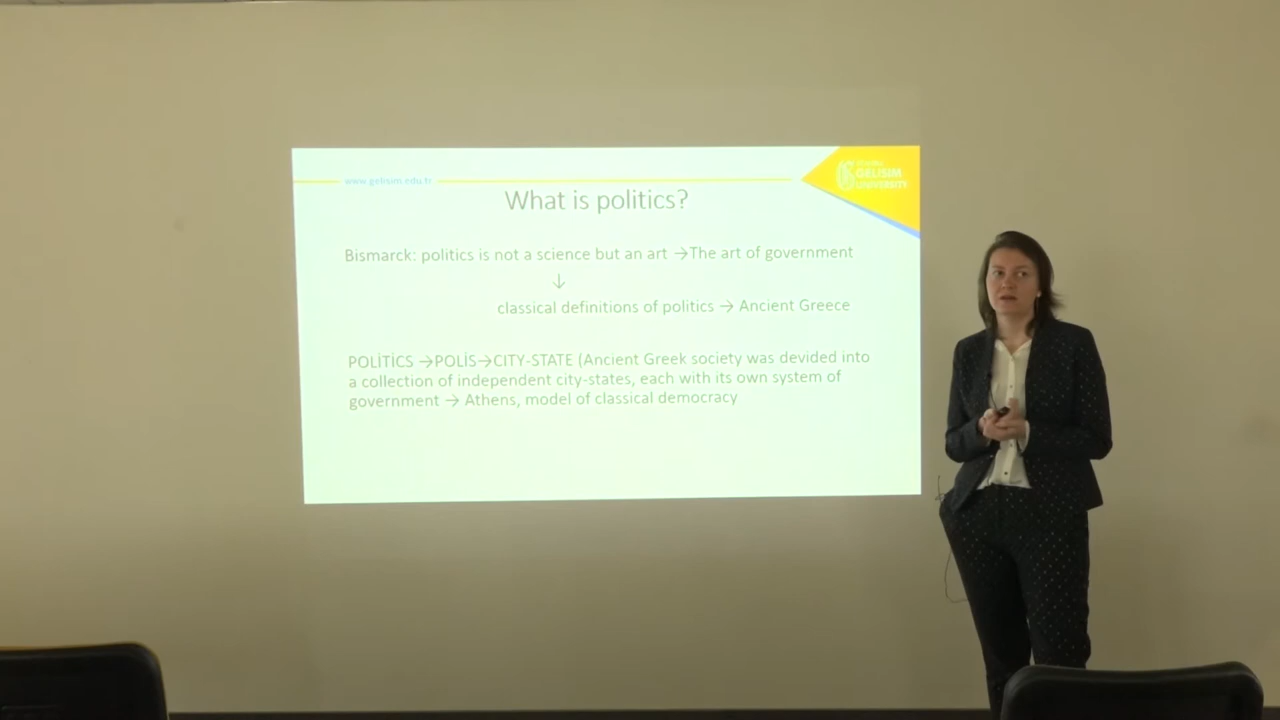 www.gelisim.edu.tr
GELISIM
UNIVERSITY
What is politics?
Bismarck: politics is not a science but an art →The art of government
↓
classical definitions of politics → Ancient Greece
POLİTİCS →POLİS→CITY-STATE (Ancient Greek society was devided into
a collection of independent city-states, each with its own system of
government → Athens, model of classical democracy